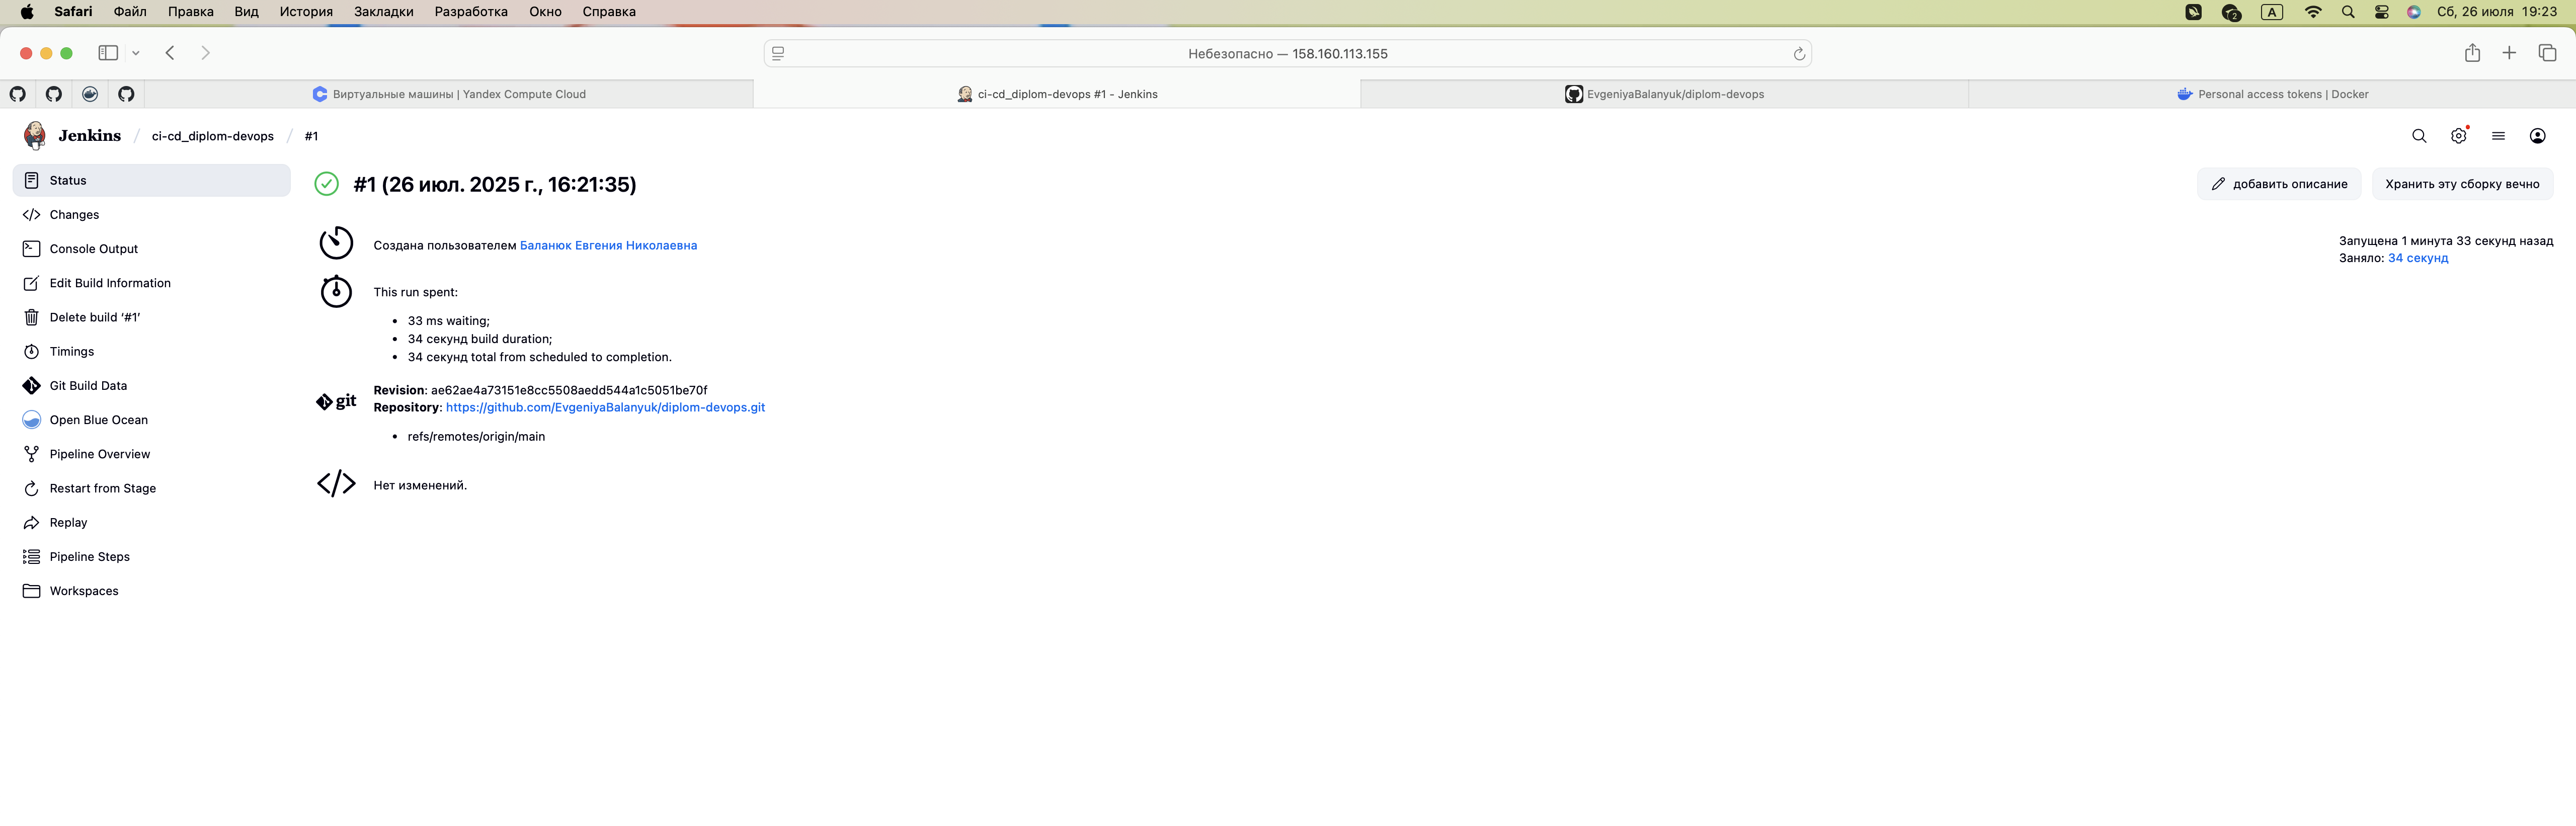 Safari Файл Правка Вид История Закладки Разработка Окно Справка
2 A Сб, 26 июля 19:23
Небезопасно — 158.160.113.155
Виртуальные машины | Yandex Compute Cloud
ci-cd_diplom-devops #1 - Jenkins
EvgeniyaBalanyuk/diplom-devops
Personal access tokens | Docker
Jenkins / ci-cd_diplom-devops / #1
Status
Changes
Console Output
Edit Build Information
Delete build ‘#1’
Timings
Git Build Data
Open Blue Ocean
Pipeline Overview
Restart from Stage
Replay
Pipeline Steps
Workspaces
#1 (26 июл. 2025 г., 16:21:35)
добавить описание
Хранить эту сборку вечно
Создана пользователем Баланюк Евгения Николаевна
Запущена 1 минута 33 секунд назад
Заняло: 34 секунд
This run spent:
• 33 ms waiting;
• 34 секунд build duration;
• 34 секунд total from scheduled to completion.
git
Revision: ae62ae4a73151e8cc5508aedd544a1c5051be70f
Repository: https://github.com/EvgeniyaBalanyuk/diplom-devops.git
• refs/remotes/origin/main
Нет изменений.